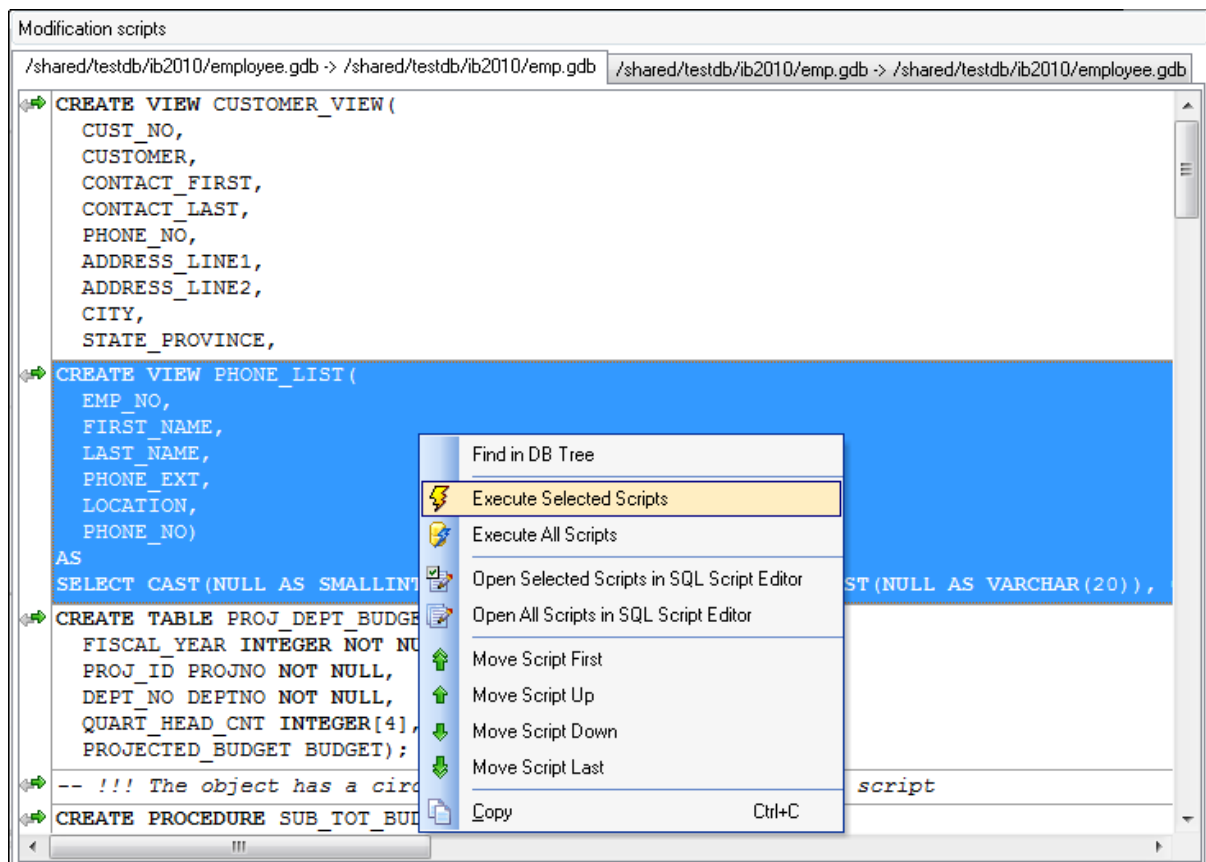 Modification scripts
/shared/testdb/ib2010/employee.gdb -> /shared/testdb/ib2010/emp.gdb
/shared/testdb/ib2010/emp.gdb -> /shared/testdb/ib2010/employee.gdb
CREATE VIEW CUSTOMER_VIEW(
CUST_NO,
CUSTOMER,
CONTACT_FIRST,
CONTACT_LAST,
PHONE_NO,
ADDRESS_LINE1,
ADDRESS_LINE2,
CITY,
STATE_PROVINCE,
CREATE VIEW PHONE_LIST(
EMP_NO,
FIRST_NAME,
LAST_NAME,
PHONE_EXT,
LOCATION,
PHONE_NO)
AS
SELECT CAST(NULL AS SMALLINT ST(NULL AS VARCHAR(20)),
CREATE TABLE PROJ_DEPT_BUDGE
FISCAL_YEAR INTEGER NOT NU
PROJ_ID PROJNO NOT NULL,
DEPT_NO DEPTNO NOT NULL,
QUART_HEAD_CNT INTEGER[4],
PROJECTED_BUDGET BUDGET);
-- !!! The object has a circ script
CREATE PROCEDURE SUB_TOT_BUD
Find in DB Tree
Execute Selected Scripts
Execute All Scripts
Open Selected Scripts in SQL Script Editor
Open All Scripts in SQL Script Editor
Move Script First
Move Script Up
Move Script Down
Move Script Last
Copy Ctrl+C